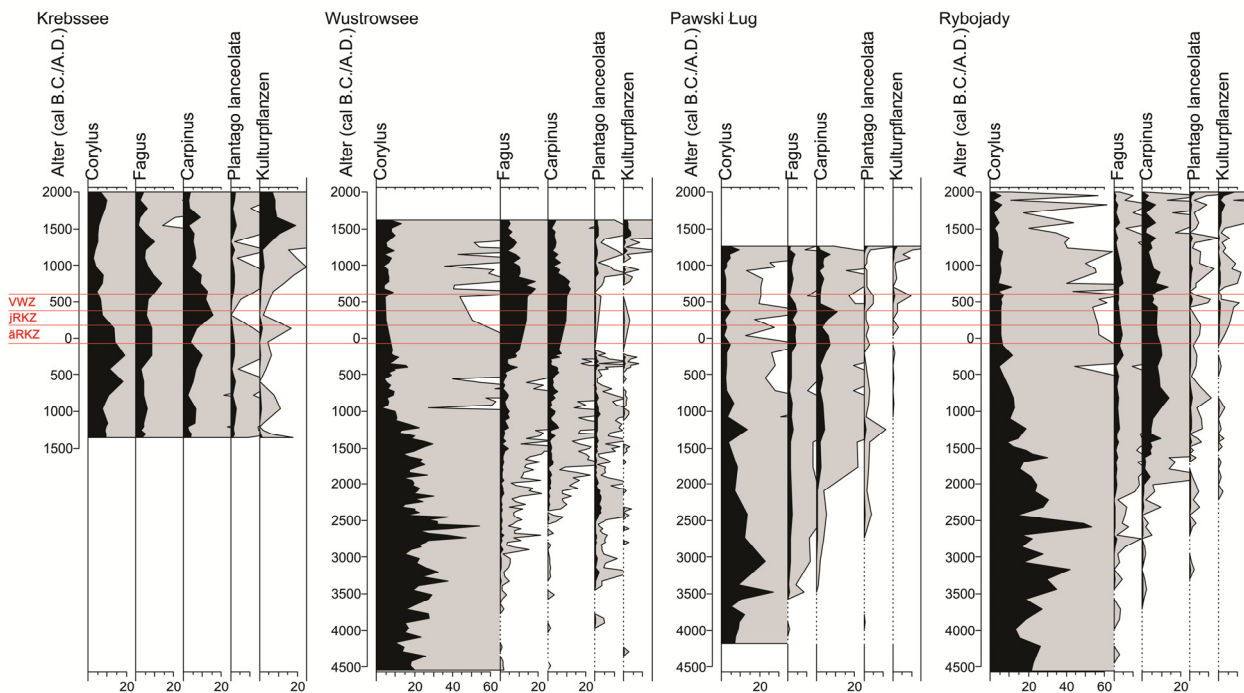 Krebssee
Wustrowsee
Pawski Ług
Rybojady
Alter (cal B.C./A.D.)
Corylus
Fagus
Carpinus
Plantago lanceolata
Kulturpflanzen
Alter (cal B.C./A.D.)
Corylus
Fagus
Carpinus
Plantago lanceolata
Kulturpflanzen
Alter (cal B.C./A.D.)
Corylus
Fagus
Carpinus
Plantago lanceolata
Kulturpflanzen
Alter (cal B.C./A.D.)
Corylus
Fagus
Carpinus
Plantago lanceolata
Kulturpflanzen
2000 2000 2000 2000
1500 1500 1500 1500
1000 1000 1000 1000
VWZ 500 500 500 500
jRKZ
äRKZ 0 0 0 0
500 500 500 500
1000 1000 1000 1000
1500 1500 1500 1500
2000 2000 2000
2500 2500 2500
3000 3000 3000
3500 3500 3500
4000 4000 4000
4500 4500 4500
20 20 20 20 20 40 60 20 20 20 20 40 60 20